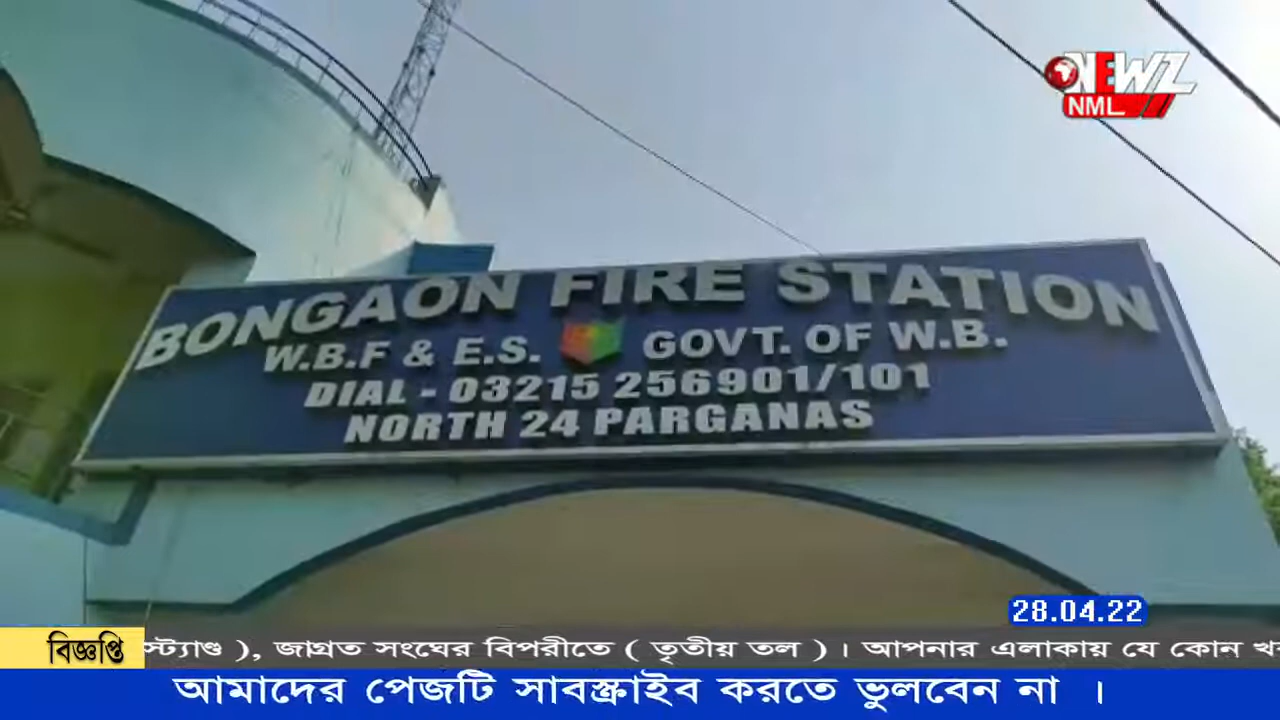 NEWZ
NML
BONGAON FIRE STATION
W.B.F & E.S. GOVT. OF W.B.
DIAL - 03215 256901/101
NORTH 24 PARGANAS
28.04.22
বিজ্ঞপ্তি
স্ট্যাণ্ড ), জাগ্রত সংঘের বিপরীতে ( তৃতীয় তল ) । আপনার এলাকায় যে কোন
আমাদের পেজটি সাবস্ক্রাইব করতে ভুলবেন না ।